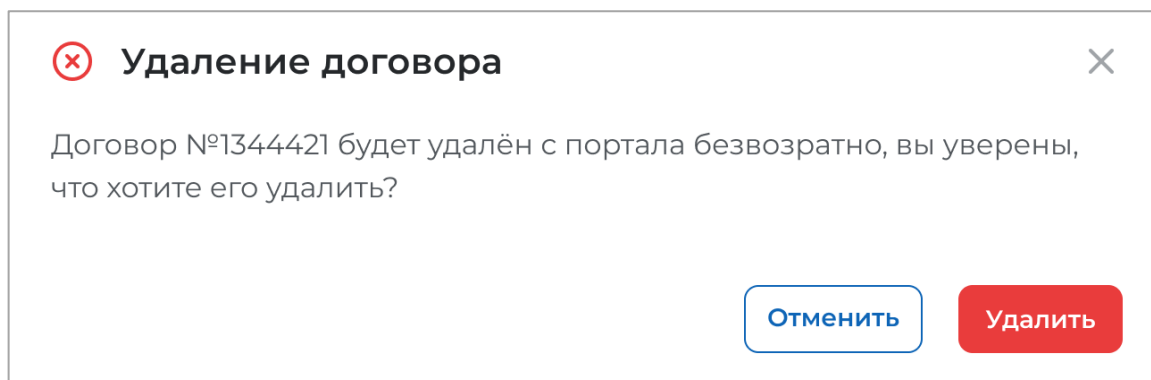 Удаление договора
Договор №1344421 будет удалён с портала безвозратно, вы уверены,
что хотите его удалить?
Отменить
Удалить